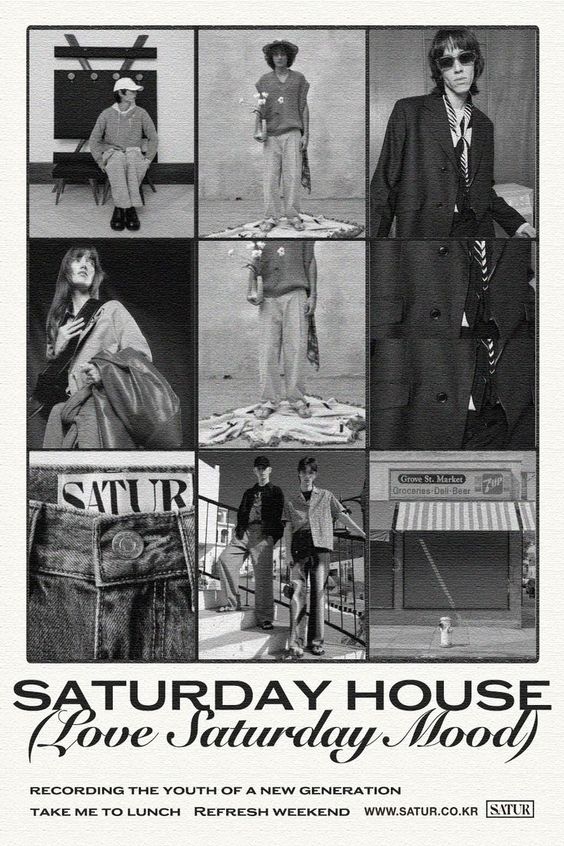 SATUR
Grove St. Market
Groceries-Deli-Beer
7up
SATURDAY HOUSE
(Love Saturday Mood)
RECORDING THE YOUTH OF A NEW GENERATION
TAKE ME TO LUNCH REFRESH WEEKEND WWW.SATUR.CO.KR SATUR